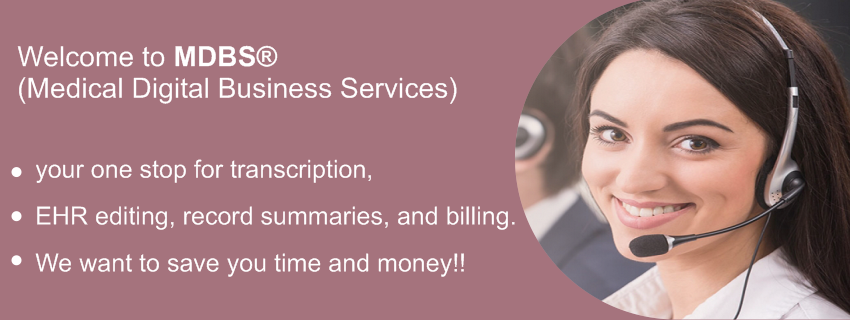 Welcome to MDBS®
(Medical Digital Business Services)
• your one stop for transcription,
• EHR editing, record summaries, and billing.
• We want to save you time and money!!